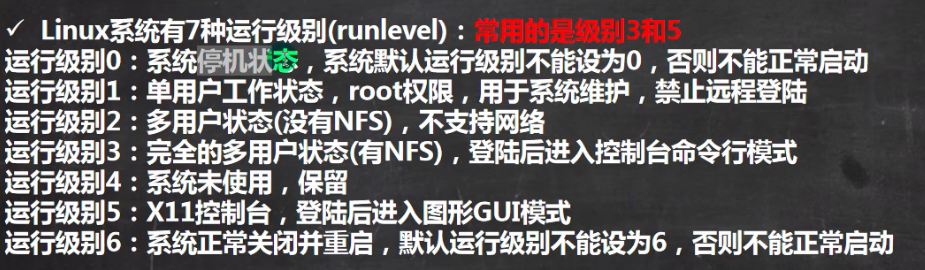 ✓ Linux系统有7种运行级别(runlevel)：常用的是级别3和5
运行级别0：系统停机状态，系统默认运行级别不能设为0，否则不能正常启动
运行级别1：单用户工作状态，root权限，用于系统维护，禁止远程登陆
运行级别2：多用户状态(没有NFS)，不支持网络
运行级别3：完全的多用户状态(有NFS)，登陆后进入控制台命令行模式
运行级别4：系统未使用，保留
运行级别5：X11控制台，登陆后进入图形GUI模式
运行级别6：系统正常关闭并重启，默认运行级别不能设为6，否则不能正常启动